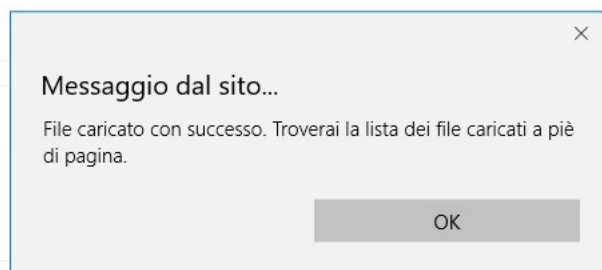 Messaggio dal sito...
File caricato con successo. Troverai la lista dei file caricati a piè
di pagina.
OK